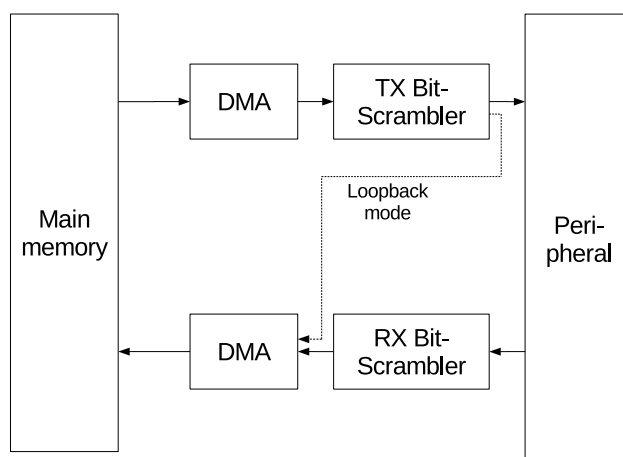 DMA
TX Bit-
Scrambler
Loopback
mode
Main
memory
Peri-
pheral
DMA
RX Bit-
Scrambler